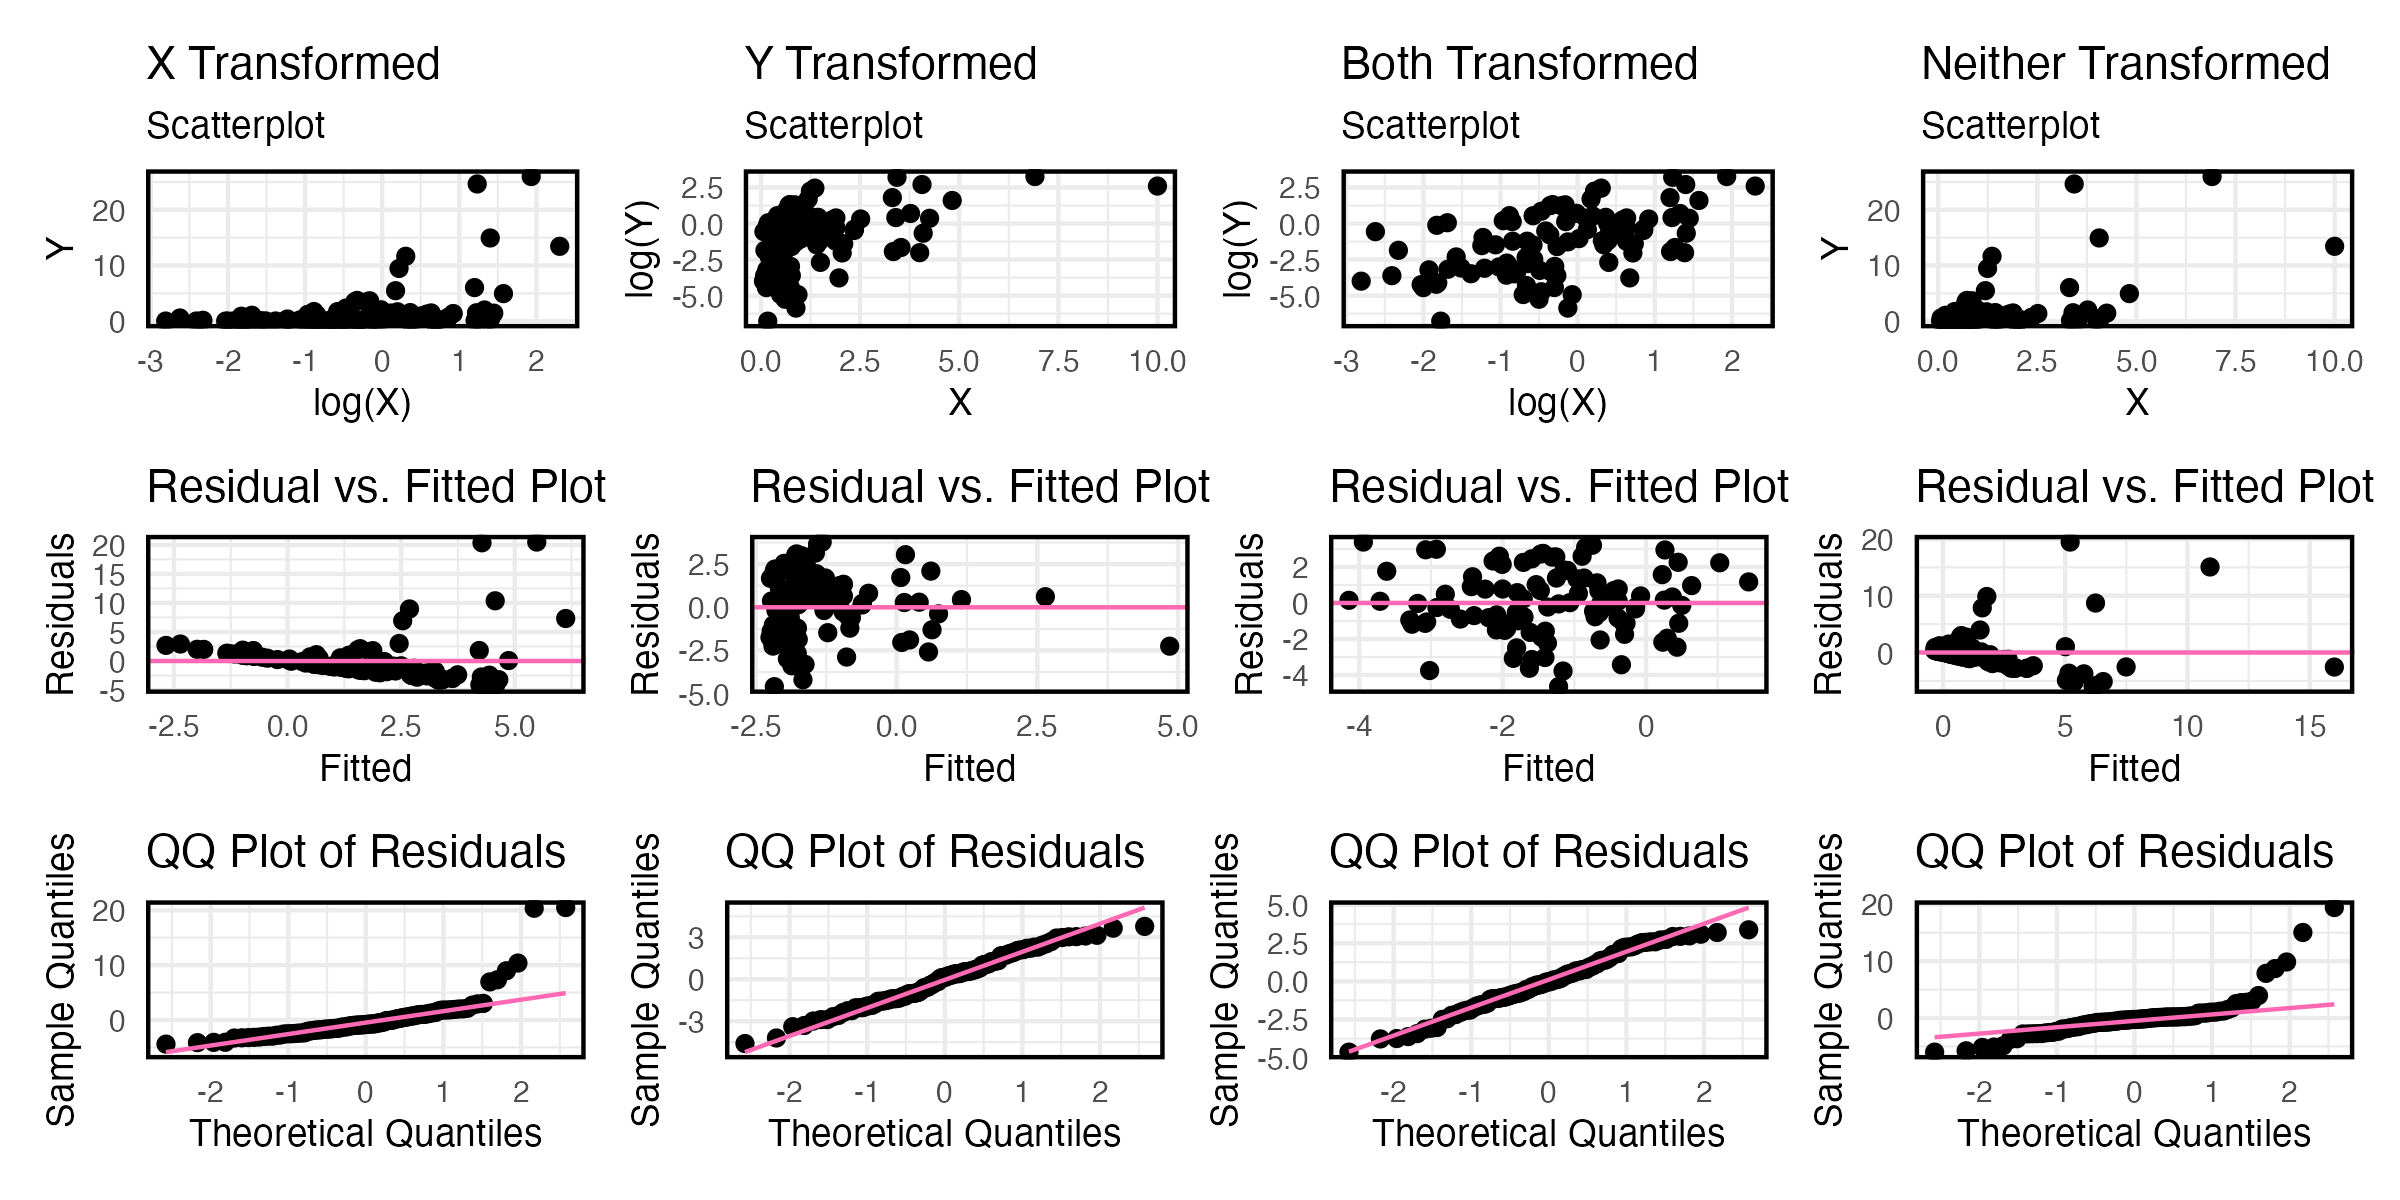 X Transformed
Scatterplot
Y
20
10
0
-3 -2 -1 0 1 2
log(X)
Y Transformed
Scatterplot
log(Y)
2.5
0.0
-2.5
-5.0
0.0 2.5 5.0 7.5 10.0
X
Both Transformed
Scatterplot
log(Y)
2.5
0.0
-2.5
-5.0
-3 -2 -1 0 1 2
log(X)
Neither Transformed
Scatterplot
Y
20
10
0
0.0 2.5 5.0 7.5 10.0
X
Residual vs. Fitted Plot
Residuals
20
15
10
5
0
-5
-2.5 0.0 2.5 5.0
Fitted
Residual vs. Fitted Plot
Residuals
2.5
0.0
-2.5
-5.0
-2.5 0.0 2.5 5.0
Fitted
Residual vs. Fitted Plot
Residuals
2
0
-2
-4
-4 -2 0
Fitted
Residual vs. Fitted Plot
Residuals
20
10
0
0 5 10 15
Fitted
QQ Plot of Residuals
Sample Quantiles
20
10
0
-2 -1 0 1 2
Theoretical Quantiles
QQ Plot of Residuals
Sample Quantiles
3
0
-3
-2 -1 0 1 2
Theoretical Quantiles
QQ Plot of Residuals
Sample Quantiles
5.0
2.5
0.0
-2.5
-5.0
-2 -1 0 1 2
Theoretical Quantiles
QQ Plot of Residuals
Sample Quantiles
20
10
0
-2 -1 0 1 2
Theoretical Quantiles